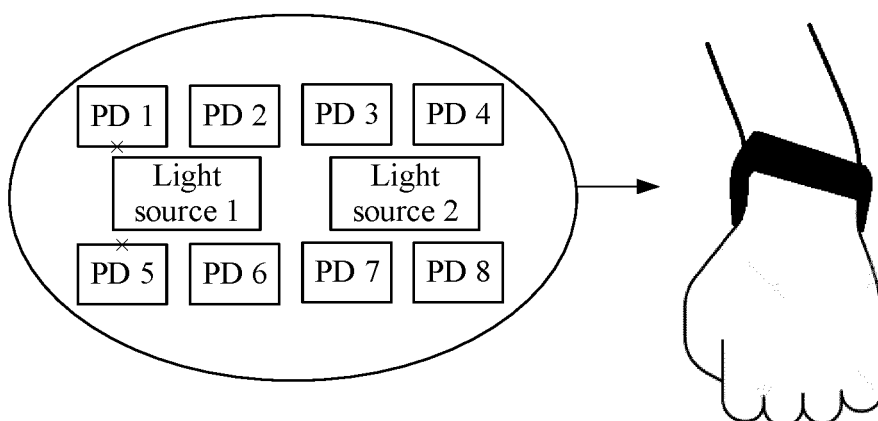 PD 1
PD 2
PD 3
PD 4
Light
source 1
Light
source 2
PD 5
PD 6
PD 7
PD 8